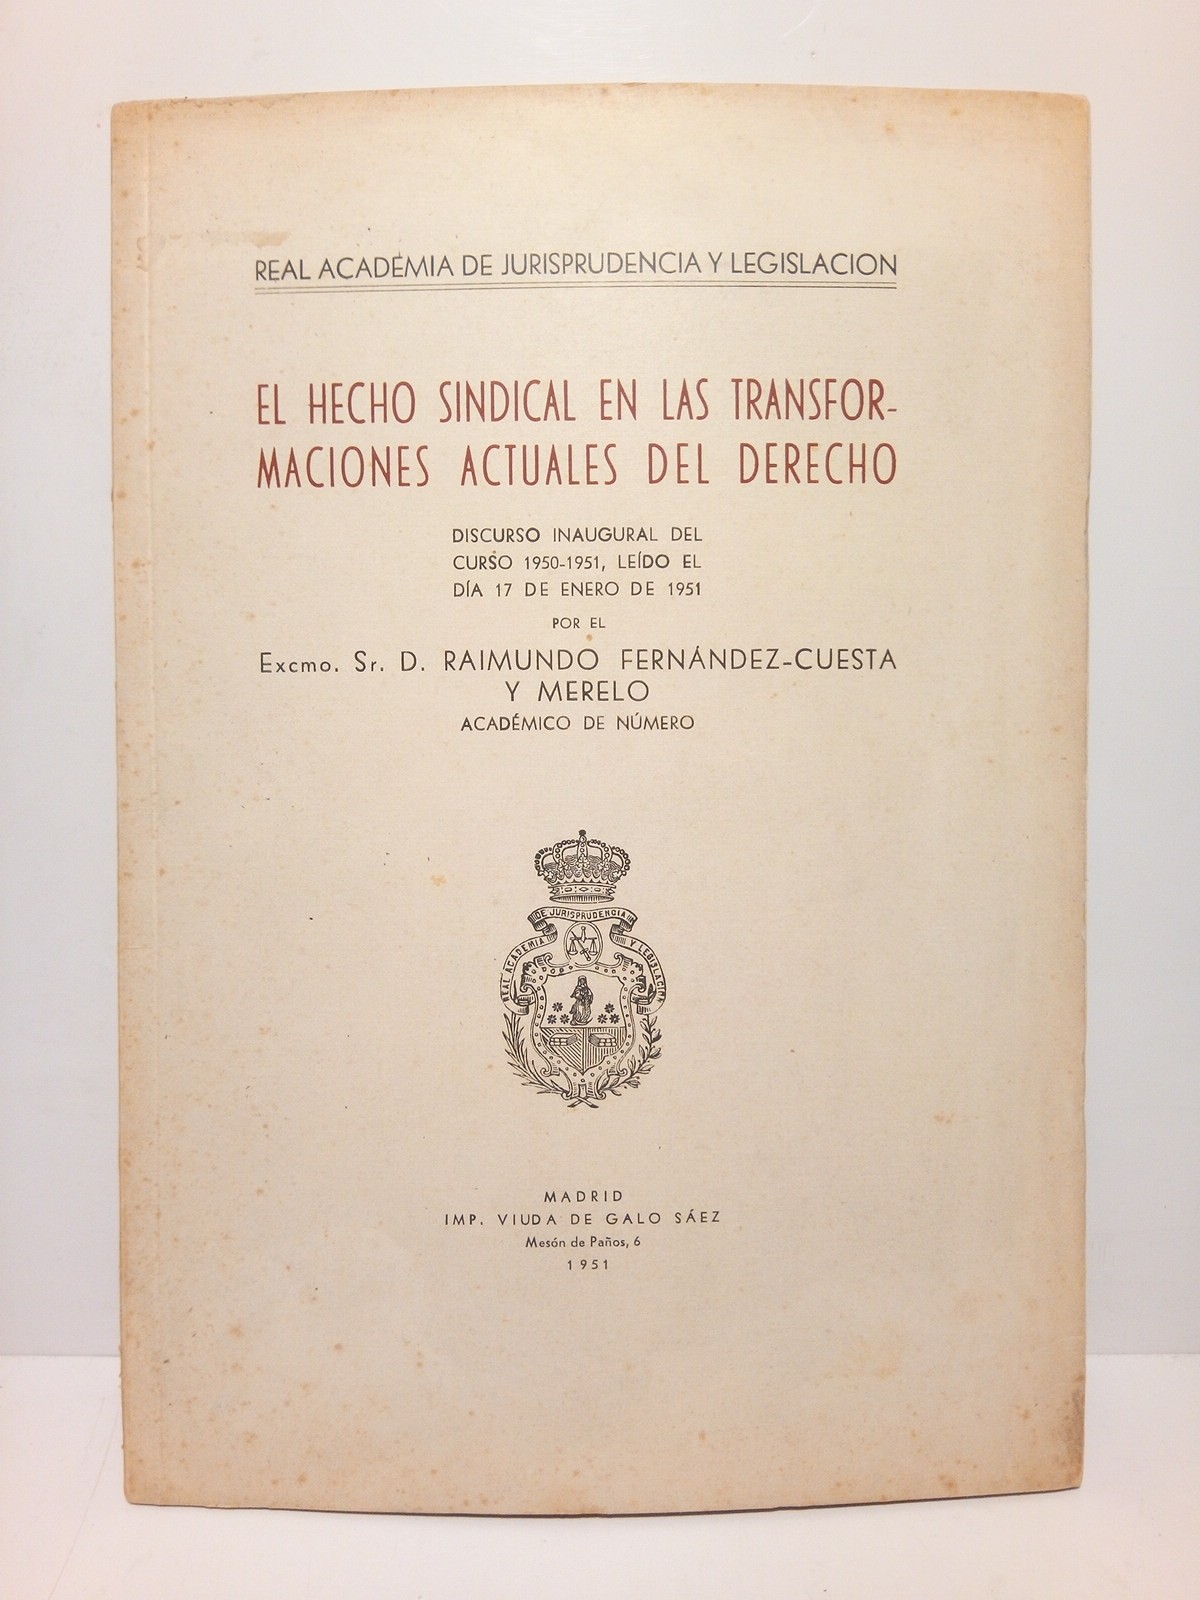 REAL ACADEMIA DE JURISPRUDENCIA Y LEGISLACION
EL HECHO SINDICAL EN LAS TRANSFOR-
MACIONES ACTUALES DEL DERECHO
DISCURSO INAUGURAL DEL
CURSO 1950-1951, LEÍDO EL
DÍA 17 DE ENERO DE 1951
POR EL
Excmo. Sr. D. RAIMUNDO FERNÁNDEZ-CUESTA
Y MERELO
ACADÉMICO DE NÚMERO
REAL ACADEMIA DE JURISPRUDENCIA Y LEGISLACION
MADRID
IMP. VIUDA DE GALO SÁEZ
Mesón de Paños, 6
1951